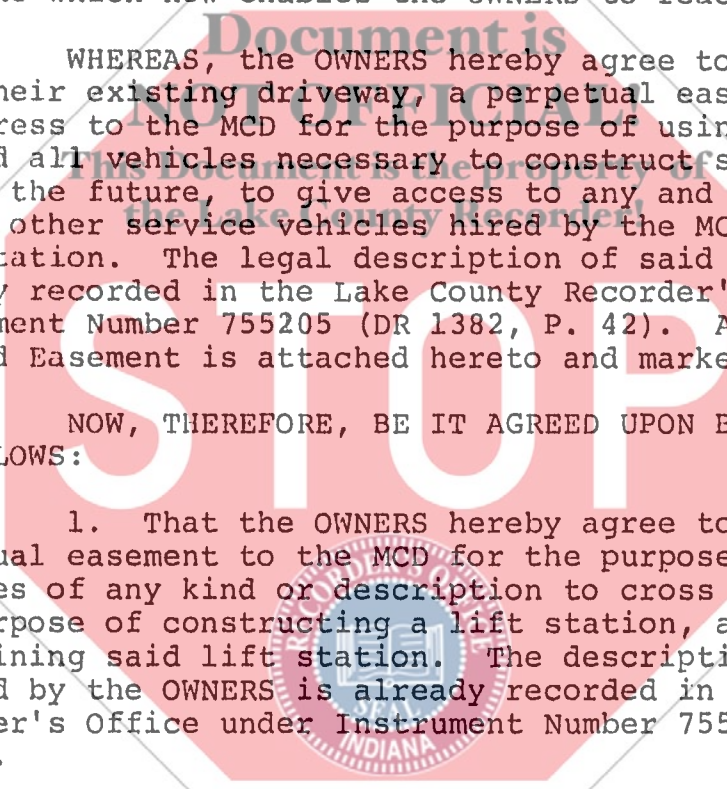 WHEREAS, the OWNERS hereby agree to
heir existing driveway, a perpetual eas
ress to the MCD for the purpose of usin
d all vehicles necessary to construct s
the future, to give access to any and
other service vehicles hired by the MC
tation. The legal description of said
y recorded in the Lake County Recorder'
ment Number 755205 (DR 1382, P. 42). A
d Easement is attached hereto and marke
NOW, THEREFORE, BE IT AGREED UPON B
LOWS:
1. That the OWNERS hereby agree to
ual easement to the MCD for the purpose
es of any kind or description to cross
rpose of constructing a lift station, a
ining said lift station. The descripti
d by the OWNERS is already recorded in
er's Office under Instrument Number 755
Document is
NOT OFFICIAL!
This Document is the property of
the Lake County Recorder!
STOP
RECORDER'S OFFICE
SEAL
INDIANA